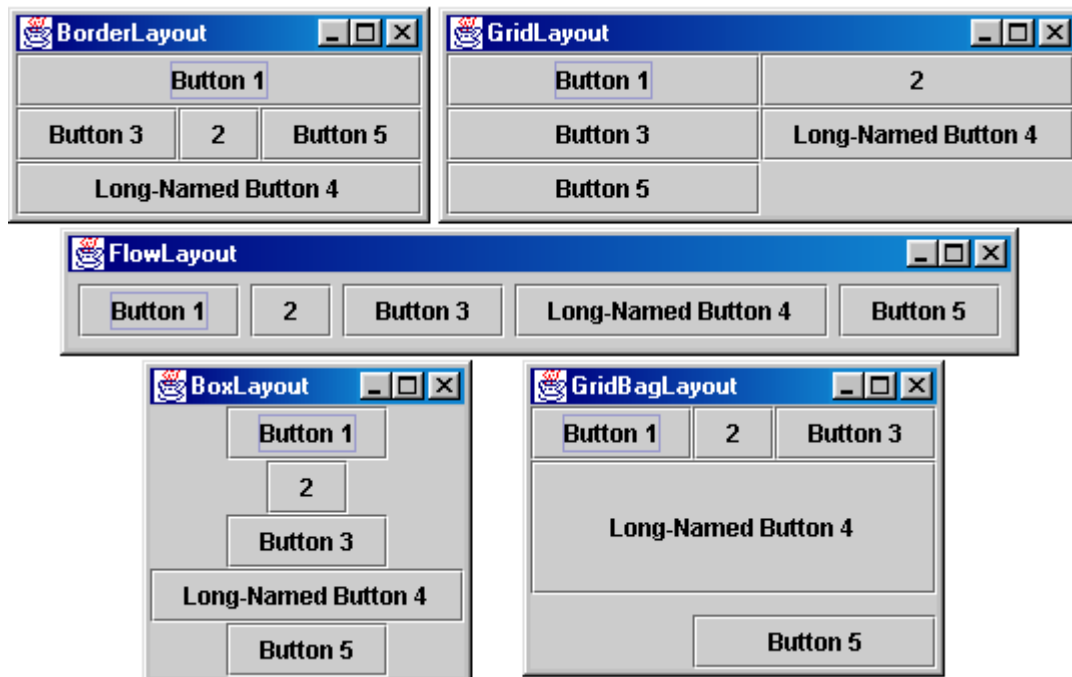 BorderLayout
Button 1
Button 3 2 Button 5
Long-Named Button 4
GridLayout
Button 1 2
Button 3 Long-Named Button 4
Button 5
FlowLayout
Button 1 2 Button 3 Long-Named Button 4 Button 5
BoxLayout
Button 1
2
Button 3
Long-Named Button 4
Button 5
GridBagLayout
Button 1 2 Button 3
Long-Named Button 4
Button 5